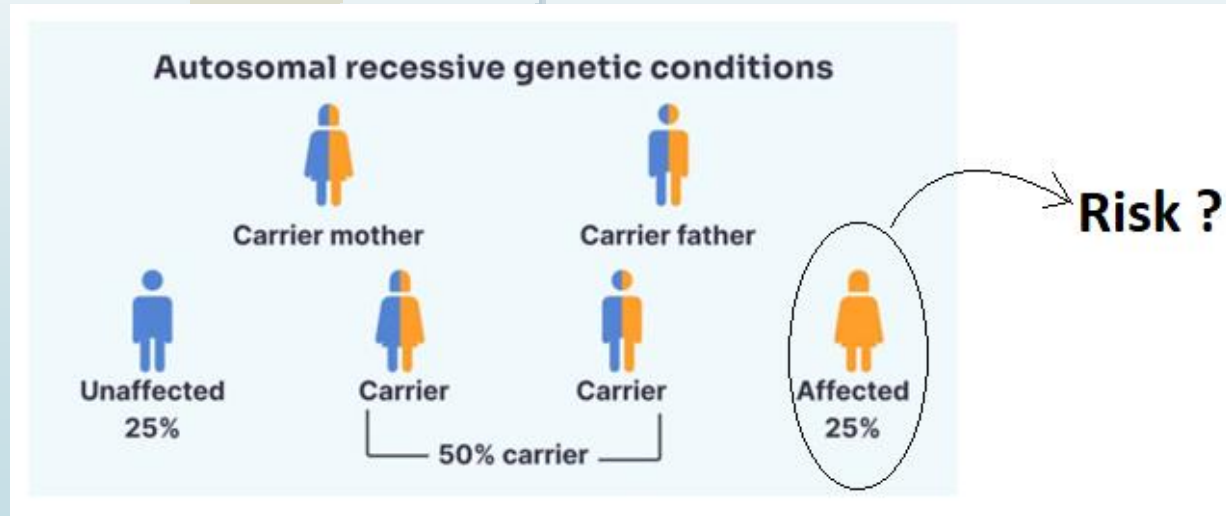 Autosomal recessive genetic conditions
Carrier mother
Carrier father
Risk ?
Unaffected
25%
Carrier
Carrier
50% carrier
Affected
25%